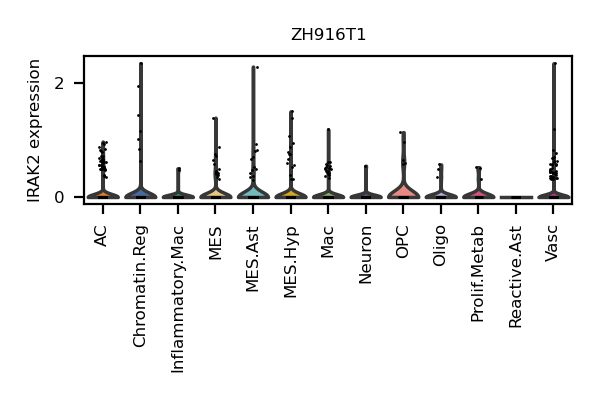 ZH916T1
IRAK2 expression
2
0
AC
Chromatin.Reg
Inflammatory.Mac
MES
MES.Ast
MES.Hyp
Mac
Neuron
OPC
Oligo
Prolif.Metab
Reactive.Ast
Vasc